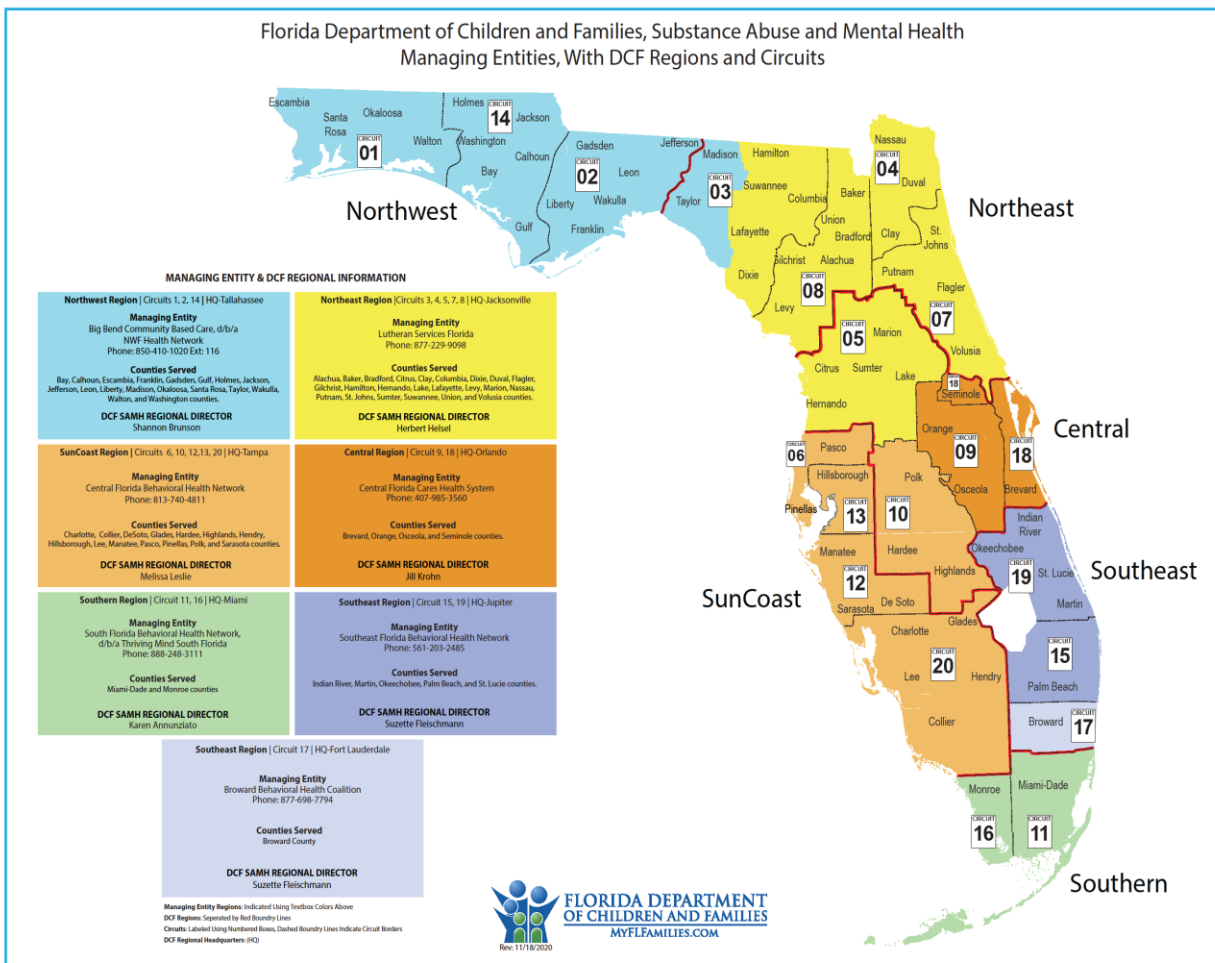 Florida Department of Children and Families, Substance Abuse and Mental Health
Managing Entities, With DCF Regions and Circuits
Escambia
Santa
Rosa
Okaloosa
Walton
CIRCUIT
01
Holmes
CIRCUIT
14
Jackson
Washington
Calhoun
Bay
Gulf
Gadsden
CIRCUIT
02
Leon
Liberty
Wakulla
Franklin
Jefferson
Madison
CIRCUIT
03
Taylor
Hamilton
Suwannee
Columbia
Lafayette
Dixie
Baker
Union
Bradford
Gilchrist
Alachua
CIRCUIT
08
Levy
Nassau
CIRCUIT
04
Duval
Clay
St.
Johns
Putnam
Flagler
CIRCUIT
07
Volusia
CIRCUIT
05
Marion
Citrus
Sumter
Lake
Hernando
18
Seminole
Orange
CIRCUIT
09
Osceola
CIRCUIT
18
Brevard
CIRCUIT
06
Pasco
Hillsborough
Pinellas
CIRCUIT
13
Polk
CIRCUIT
10
Hardee
Highlands
Manatee
CIRCUIT
12
Sarasota
De Soto
Indian
River
Okeechobee
CIRCUIT
19
St. Lucie
Martin
Charlotte
Glades
CIRCUIT
20
Lee
Hendry
Collier
CIRCUIT
15
Palm Beach
Broward
CIRCUIT
17
Monroe
CIRCUIT
16
Miami-Dade
CIRCUIT
11
Northwest
Northeast
Central
SunCoast
Southeast
Southern
MANAGING ENTITY & DCF REGIONAL INFORMATION
Northwest Region | Circuits 1, 2, 14 | HQ-Tallahassee
Managing Entity
Big Bend Community Based Care, d/b/a
NWF Health Network
Phone: 850-410-1020 Ext: 116
Counties Served
Bay, Calhoun, Escambia, Franklin, Gadsden, Gulf, Holmes, Jackson,
Jefferson, Leon, Liberty, Madison, Okaloosa, Santa Rosa, Taylor, Wakulla,
Walton, and Washington counties.
DCF SAMH REGIONAL DIRECTOR
Shannon Brunson
Northeast Region |Circuits 3, 4, 5, 7, 8 | HQ-Jacksonville
Managing Entity
Lutheran Services Florida
Phone: 877-229-9098
Counties Served
Alachua, Baker, Bradford, Citrus, Clay, Columbia, Dixie, Duval, Flagler,
Gilchrist, Hamilton, Hernando, Lake, Lafayette, Levy, Marion, Nassau,
Putnam, St. Johns, Sumter, Suwannee, Union, and Volusia counties.
DCF SAMH REGIONAL DIRECTOR
Herbert Helsel
SunCoast Region | Circuits 6, 10, 12,13, 20 | HQ-Tampa
Managing Entity
Central Florida Behavioral Health Network
Phone: 813-740-4811
Counties Served
Charlotte, Collier, DeSoto, Glades, Hardee, Highlands, Hendry,
Hillsborough, Lee, Manatee, Pasco, Pinellas, Polk, and Sarasota counties.
DCF SAMH REGIONAL DIRECTOR
Melissa Leslie
Central Region | Circuit 9, 18 | HQ-Orlando
Managing Entity
Central Florida Cares Health System
Phone: 407-985-3560
Counties Served
Brevard, Orange, Osceola, and Seminole counties.
DCF SAMH REGIONAL DIRECTOR
Jill Krohn
Southern Region | Circuit 11, 16 | HQ-Miami
Managing Entity
South Florida Behavioral Health Network,
d/b/a Thriving Mind South Florida
Phone: 888-248-3111
Counties Served
Miami-Dade and Monroe counties
DCF SAMH REGIONAL DIRECTOR
Karen Annunziato
Southeast Region | Circuit 15, 19 | HQ-Jupiter
Managing Entity
Southeast Florida Behavioral Health Network
Phone: 561-203-2485
Counties Served
Indian River, Martin, Okeechobee, Palm Beach, and St. Lucie counties.
DCF SAMH REGIONAL DIRECTOR
Suzette Fleischmann
Southeast Region | Circuit 17 | HQ-Fort Lauderdale
Managing Entity
Broward Behavioral Health Coalition
Phone: 877-698-7794
Counties Served
Broward County
DCF SAMH REGIONAL DIRECTOR
Suzette Fleischmann
Managing Entity Regions: Indicated Using Textbox Colors Above
DCF Regions: Seperated by Red Boundry Lines
Circuits: Labeled Using Numbered Boxes, Dashed Boundry Lines Indicate Circuit Borders
DCF Regional Headquarters: (HQ)
FLORIDA DEPARTMENT
OF CHILDREN AND FAMILIES
MYFLFAMILIES.COM
Rev: 11/18/2020